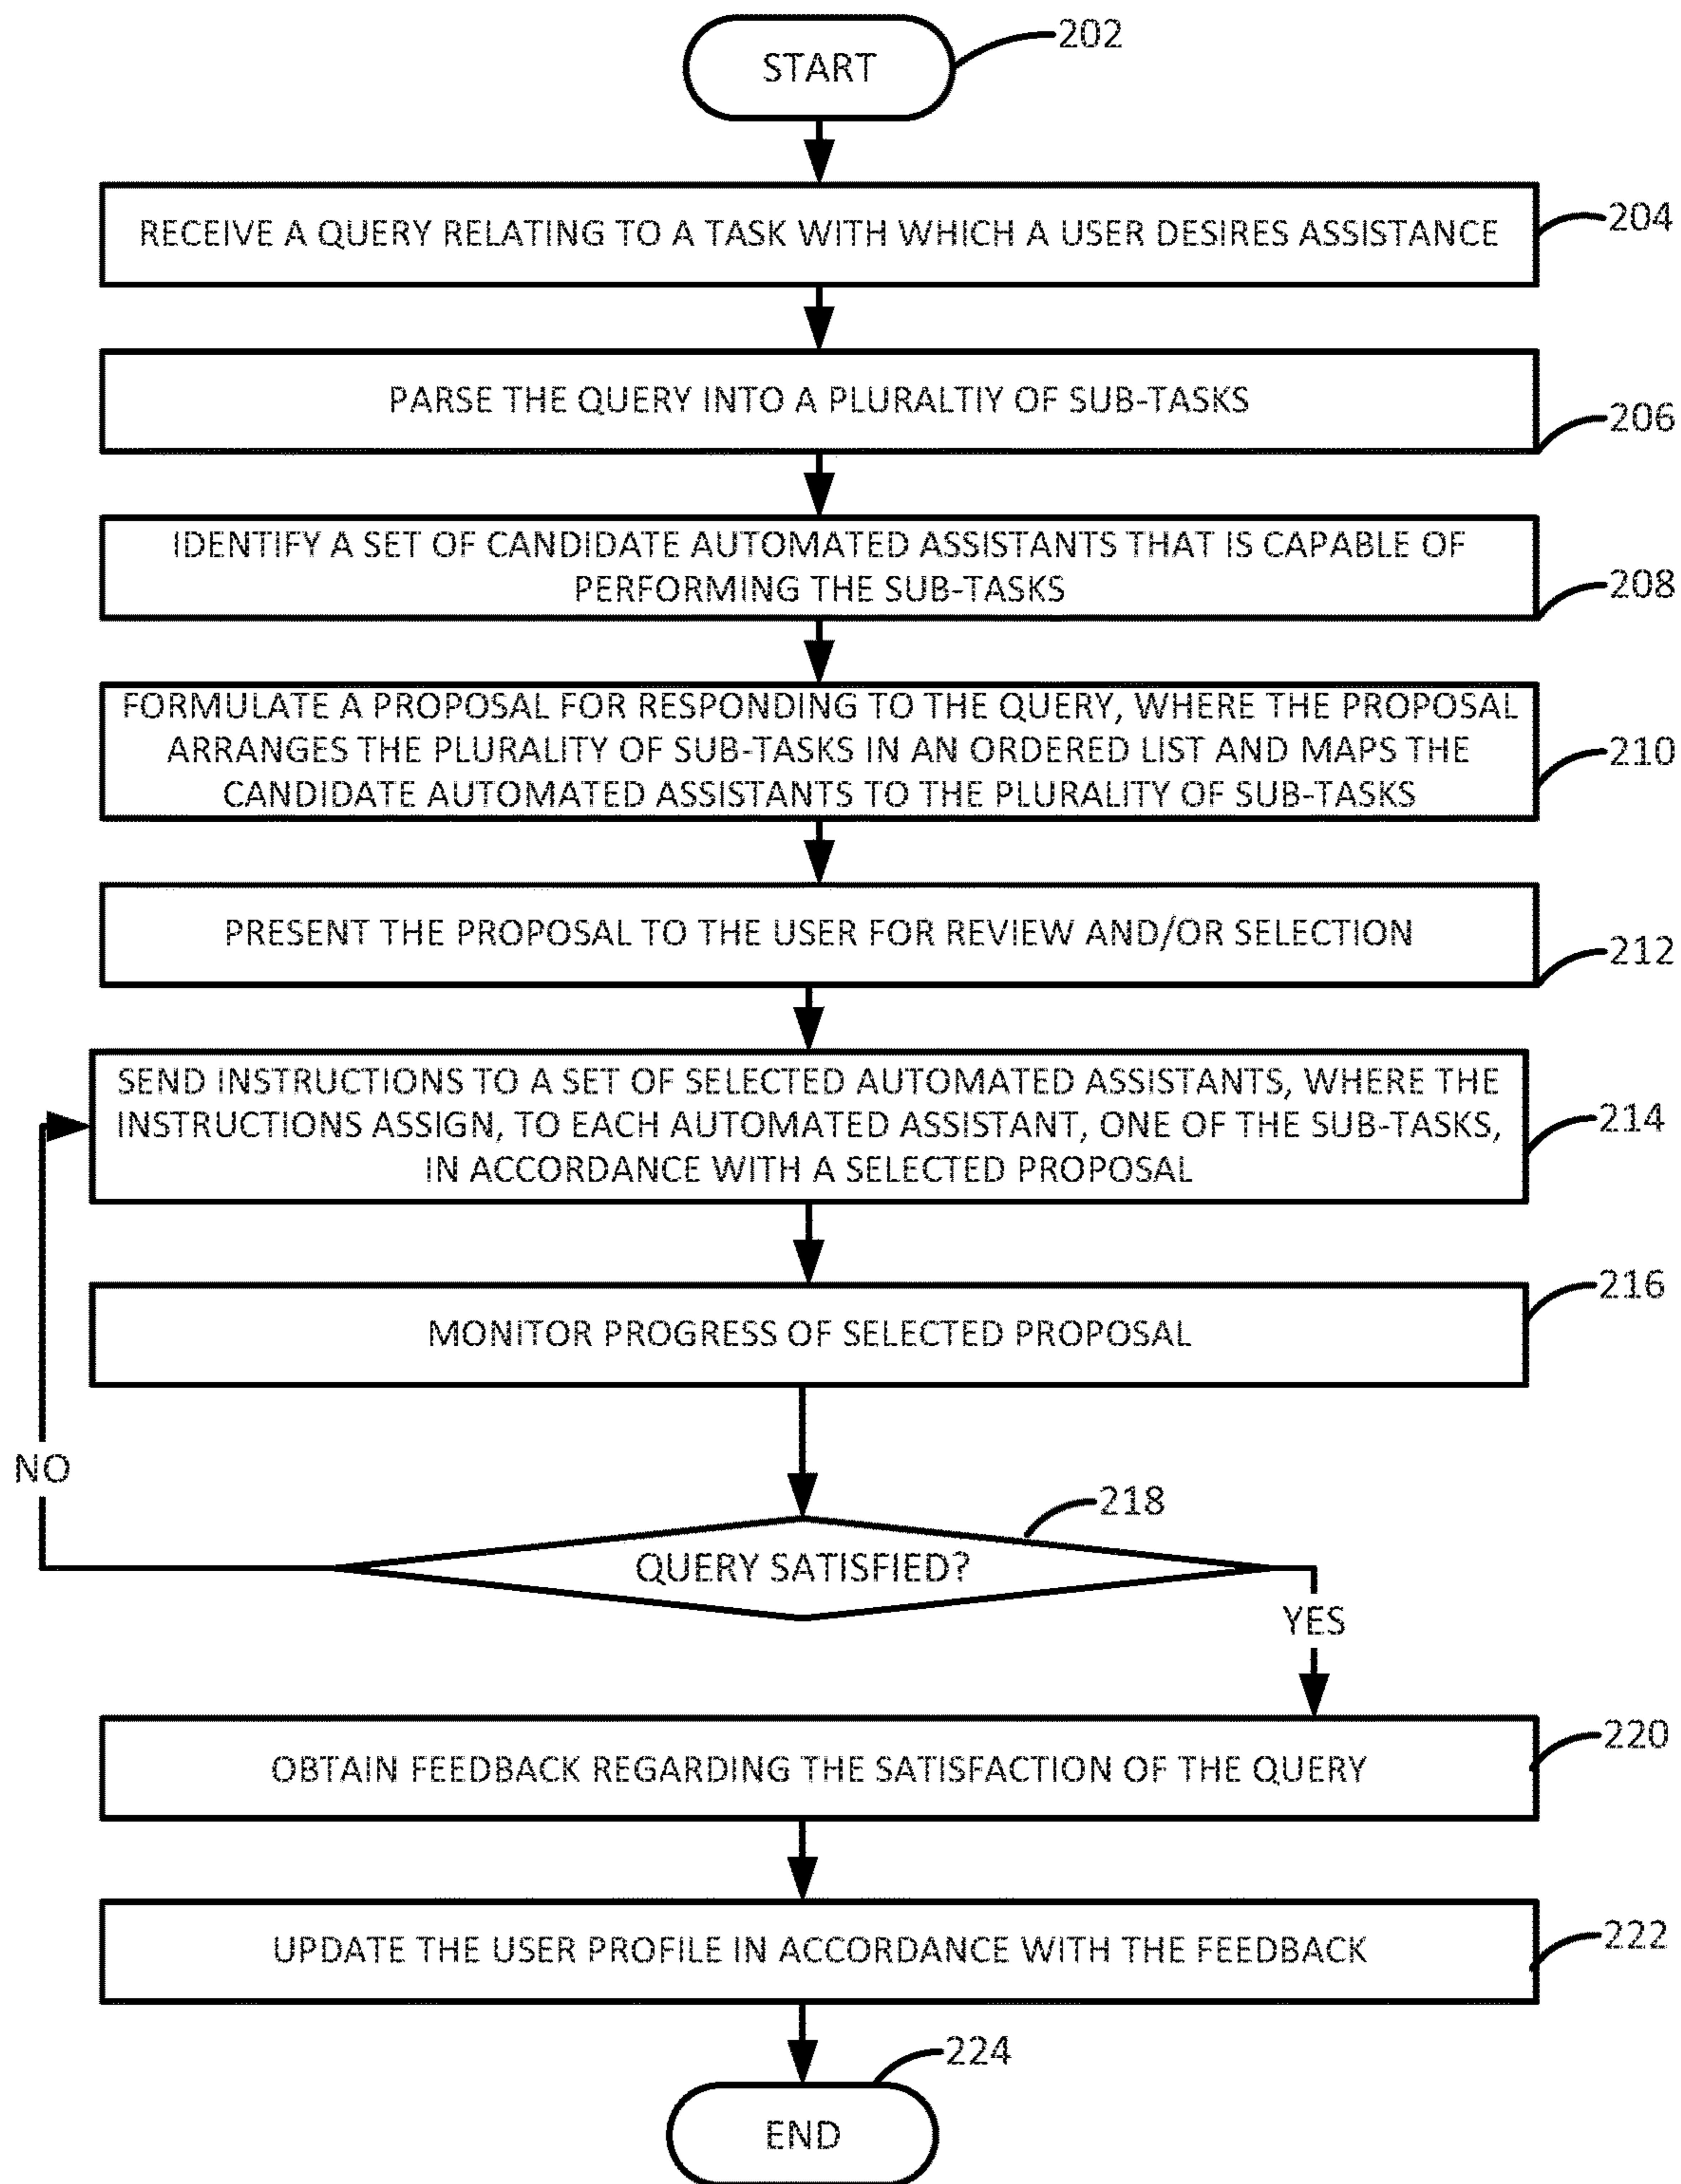 START
202
RECEIVE A QUERY RELATING TO A TASK WITH WHICH A USER DESIRES ASSISTANCE
204
PARSE THE QUERY INTO A PLURALTIY OF SUB-TASKS
206
IDENTIFY A SET OF CANDIDATE AUTOMATED ASSISTANTS THAT IS CAPABLE OF
PERFORMING THE SUB-TASKS
208
FORMULATE A PROPOSAL FOR RESPONDING TO THE QUERY, WHERE THE PROPOSAL
ARRANGES THE PLURALITY OF SUB-TASKS IN AN ORDERED LIST AND MAPS THE
CANDIDATE AUTOMATED ASSISTANTS TO THE PLURALITY OF SUB-TASKS
210
PRESENT THE PROPOSAL TO THE USER FOR REVIEW AND/OR SELECTION
212
SEND INSTRUCTIONS TO A SET OF SELECTED AUTOMATED ASSISTANTS, WHERE THE
INSTRUCTIONS ASSIGN, TO EACH AUTOMATED ASSISTANT, ONE OF THE SUB-TASKS,
IN ACCORDANCE WITH A SELECTED PROPOSAL
214
MONITOR PROGRESS OF SELECTED PROPOSAL
216
NO
QUERY SATISFIED?
218
YES
OBTAIN FEEDBACK REGARDING THE SATISFACTION OF THE QUERY
220
UPDATE THE USER PROFILE IN ACCORDANCE WITH THE FEEDBACK
222
END
224